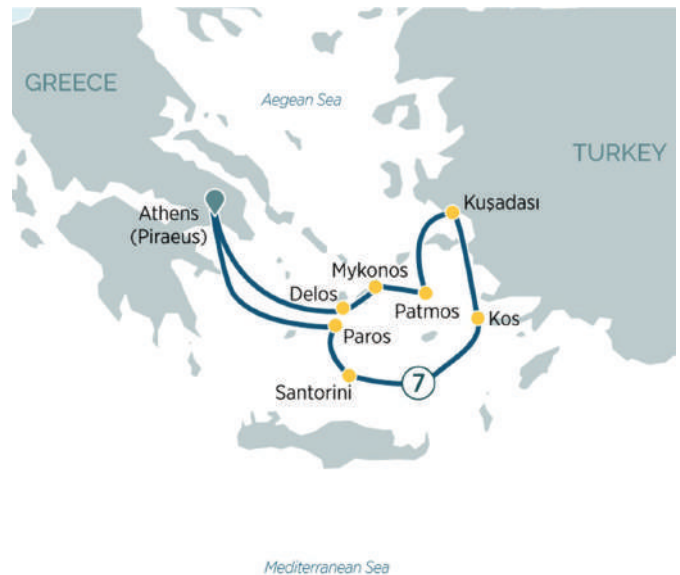 GREECE
Aegean Sea
TURKEY
Kuşadası
Athens
(Piraeus)
Mykonos
Delos
Patmos
Kos
Paros
7
Santorini
Mediterranean Sea